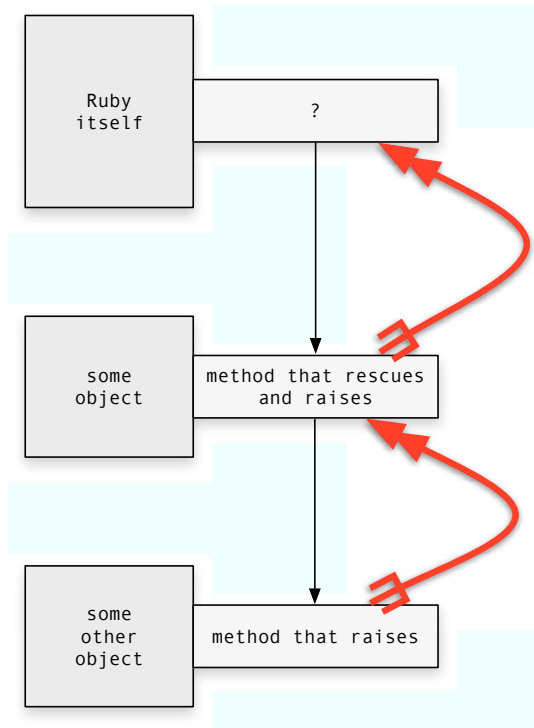 Ruby
itself
?
some
object
method that rescues
and raises
some
other
object
method that raises